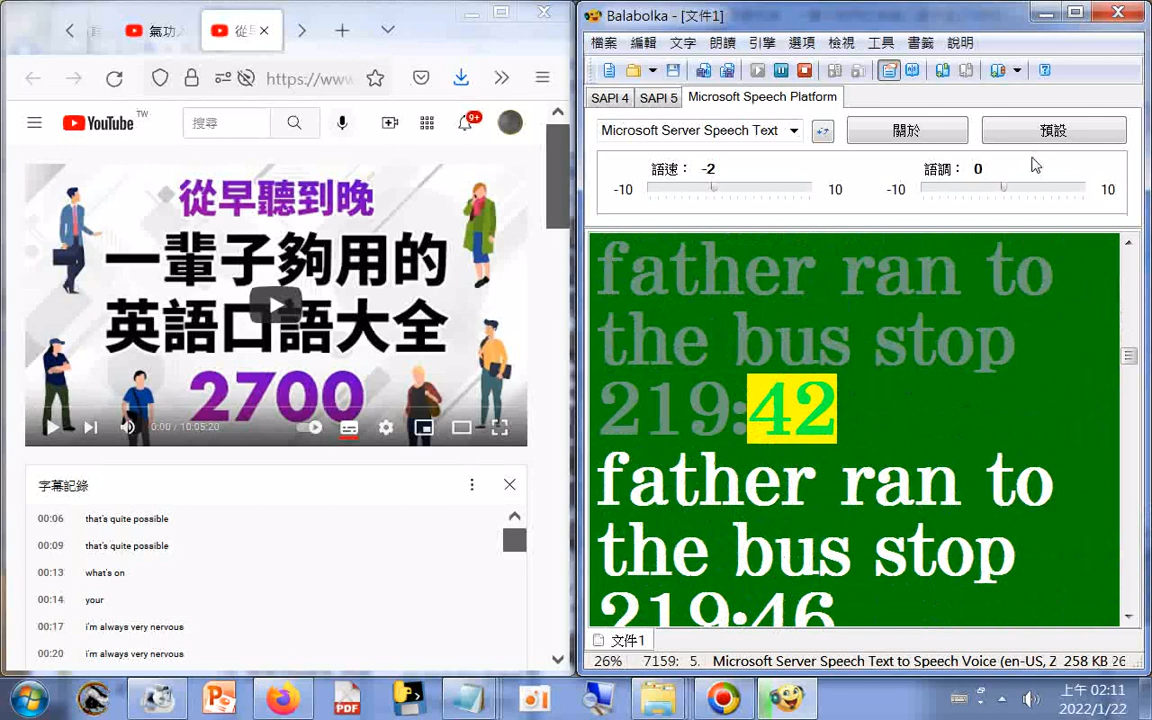 氣功
從
https://www
YouTube TW
搜尋
9+
從早聽到晚
一輩子夠用的
英語口語大全
2700
0:00 / 10:05:20
字幕記錄
00:06 that's quite possible
00:09 that's quite possible
00:13 what's on
00:14 your
00:17 i'm always very nervous
00:20 i'm always very nervous
Balabolka - [文件1]
檔案 編輯 文字 朗讀 引擎 選項 檢視 工具 書籤 說明
SAPI 4 SAPI 5 Microsoft Speech Platform
Microsoft Server Speech Text 關於 預設
語速： -2 語調： 0
-10 10 -10 10
father ran to
the bus stop
219:42
father ran to
the bus stop
219:46
文件1
26% 7159: 5. Microsoft Server Speech Text to Speech Voice (en-US, Z 258 KB 26
PDF
上午 02:11
2022/1/22